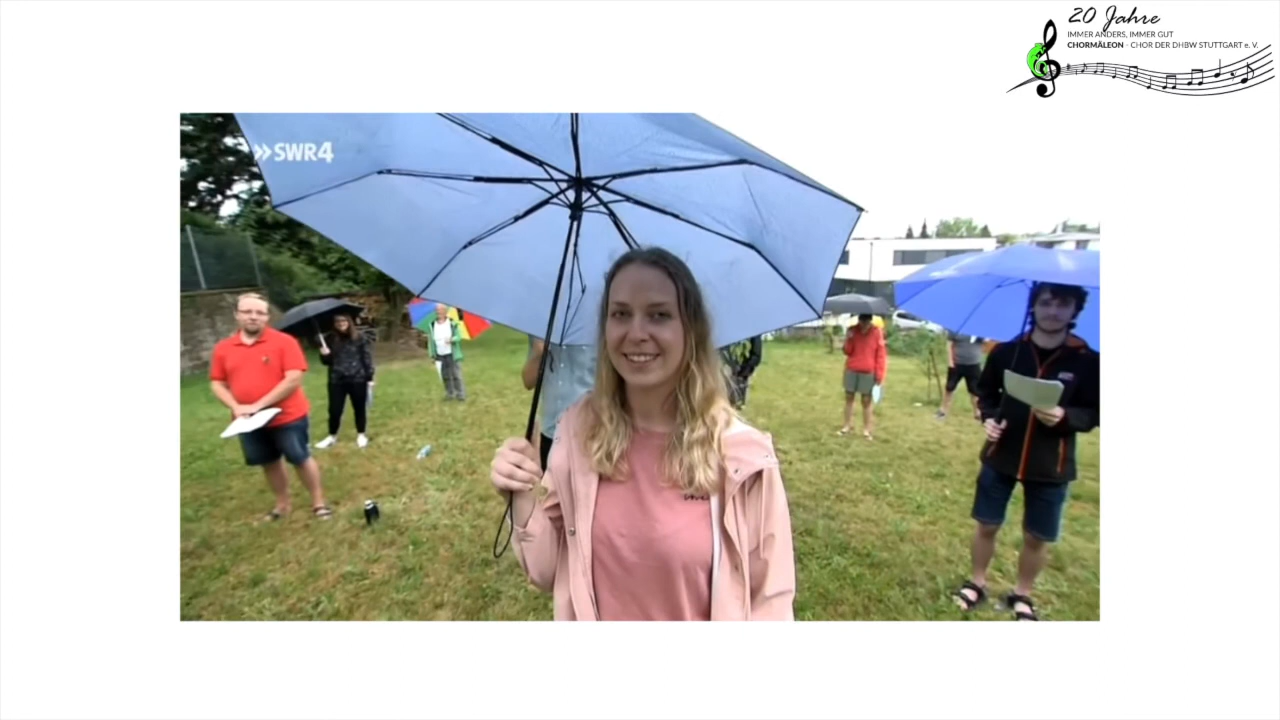 20 Jahre
IMMER ANDERS, IMMER GUT
CHORMÄLEON · CHOR DER DHBW STUTTGART e. V.
SWR4